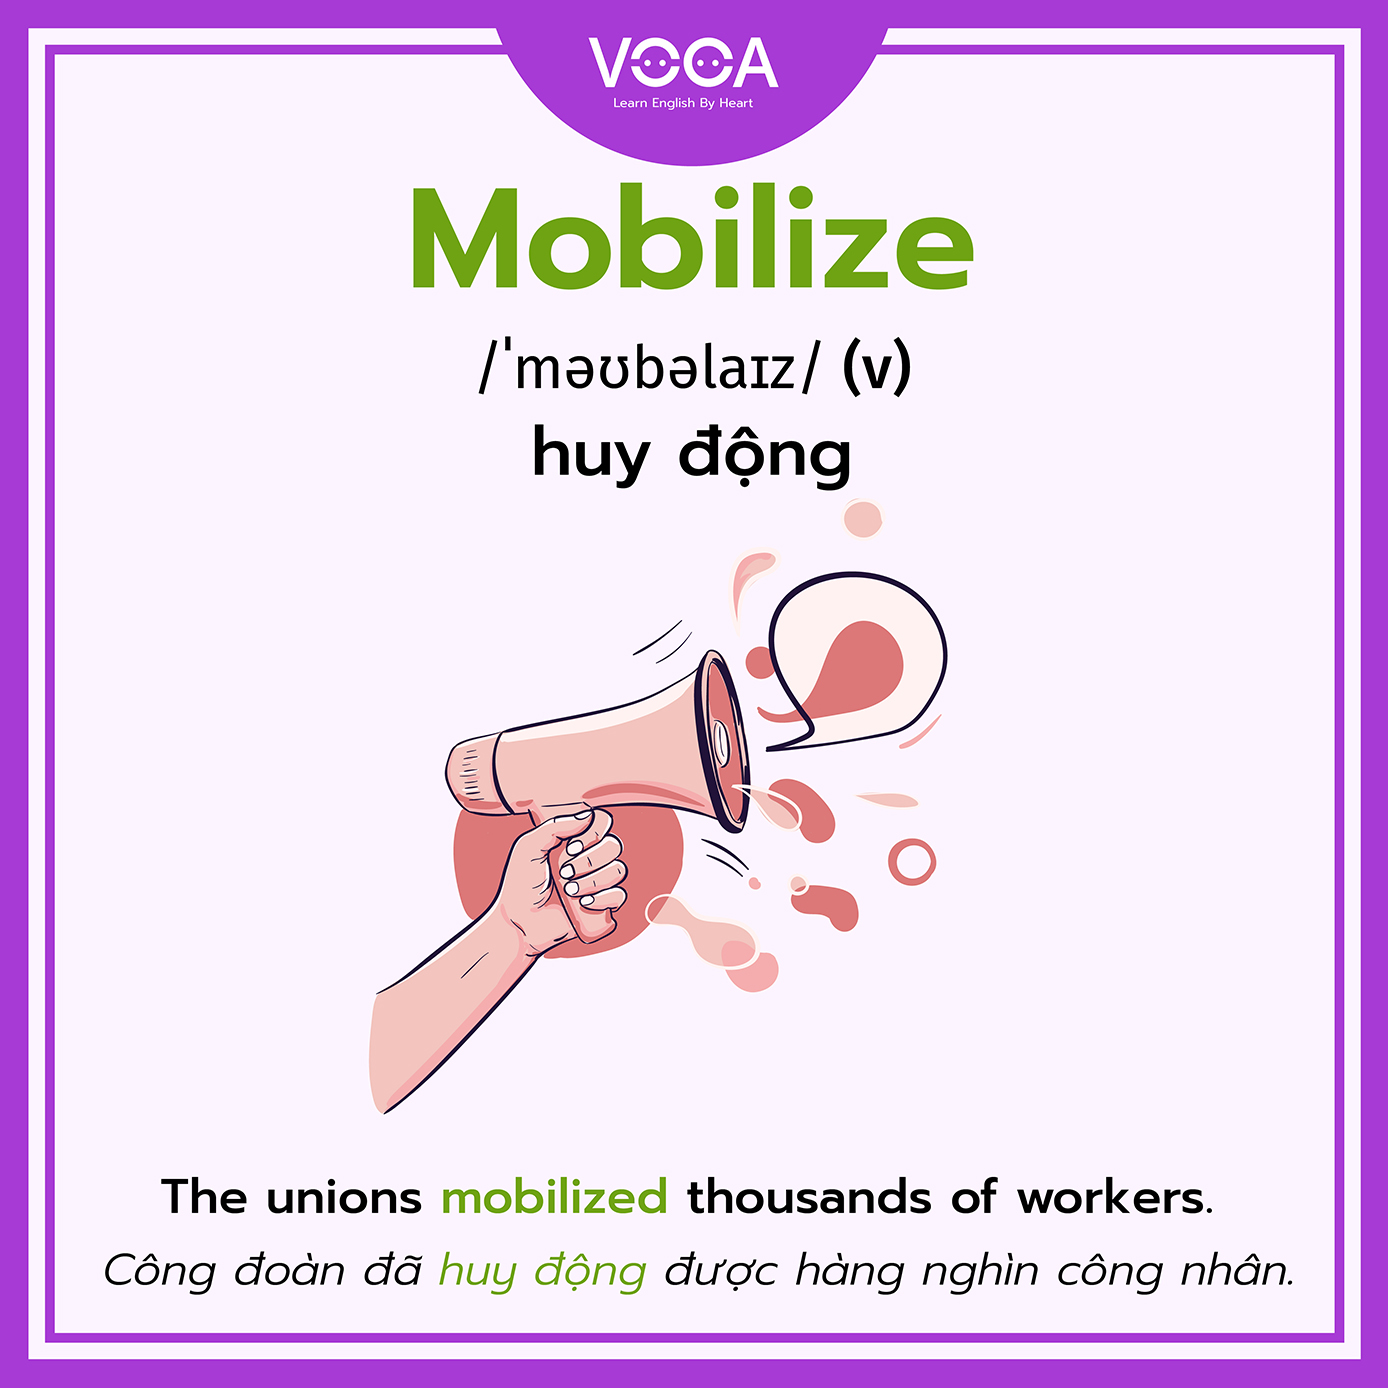 VOCA
Learn English By Heart
Mobilize
/ˈməʊbəlaɪz/ (v)
huy động
The unions mobilized thousands of workers.
Công đoàn đã huy động được hàng nghìn công nhân.